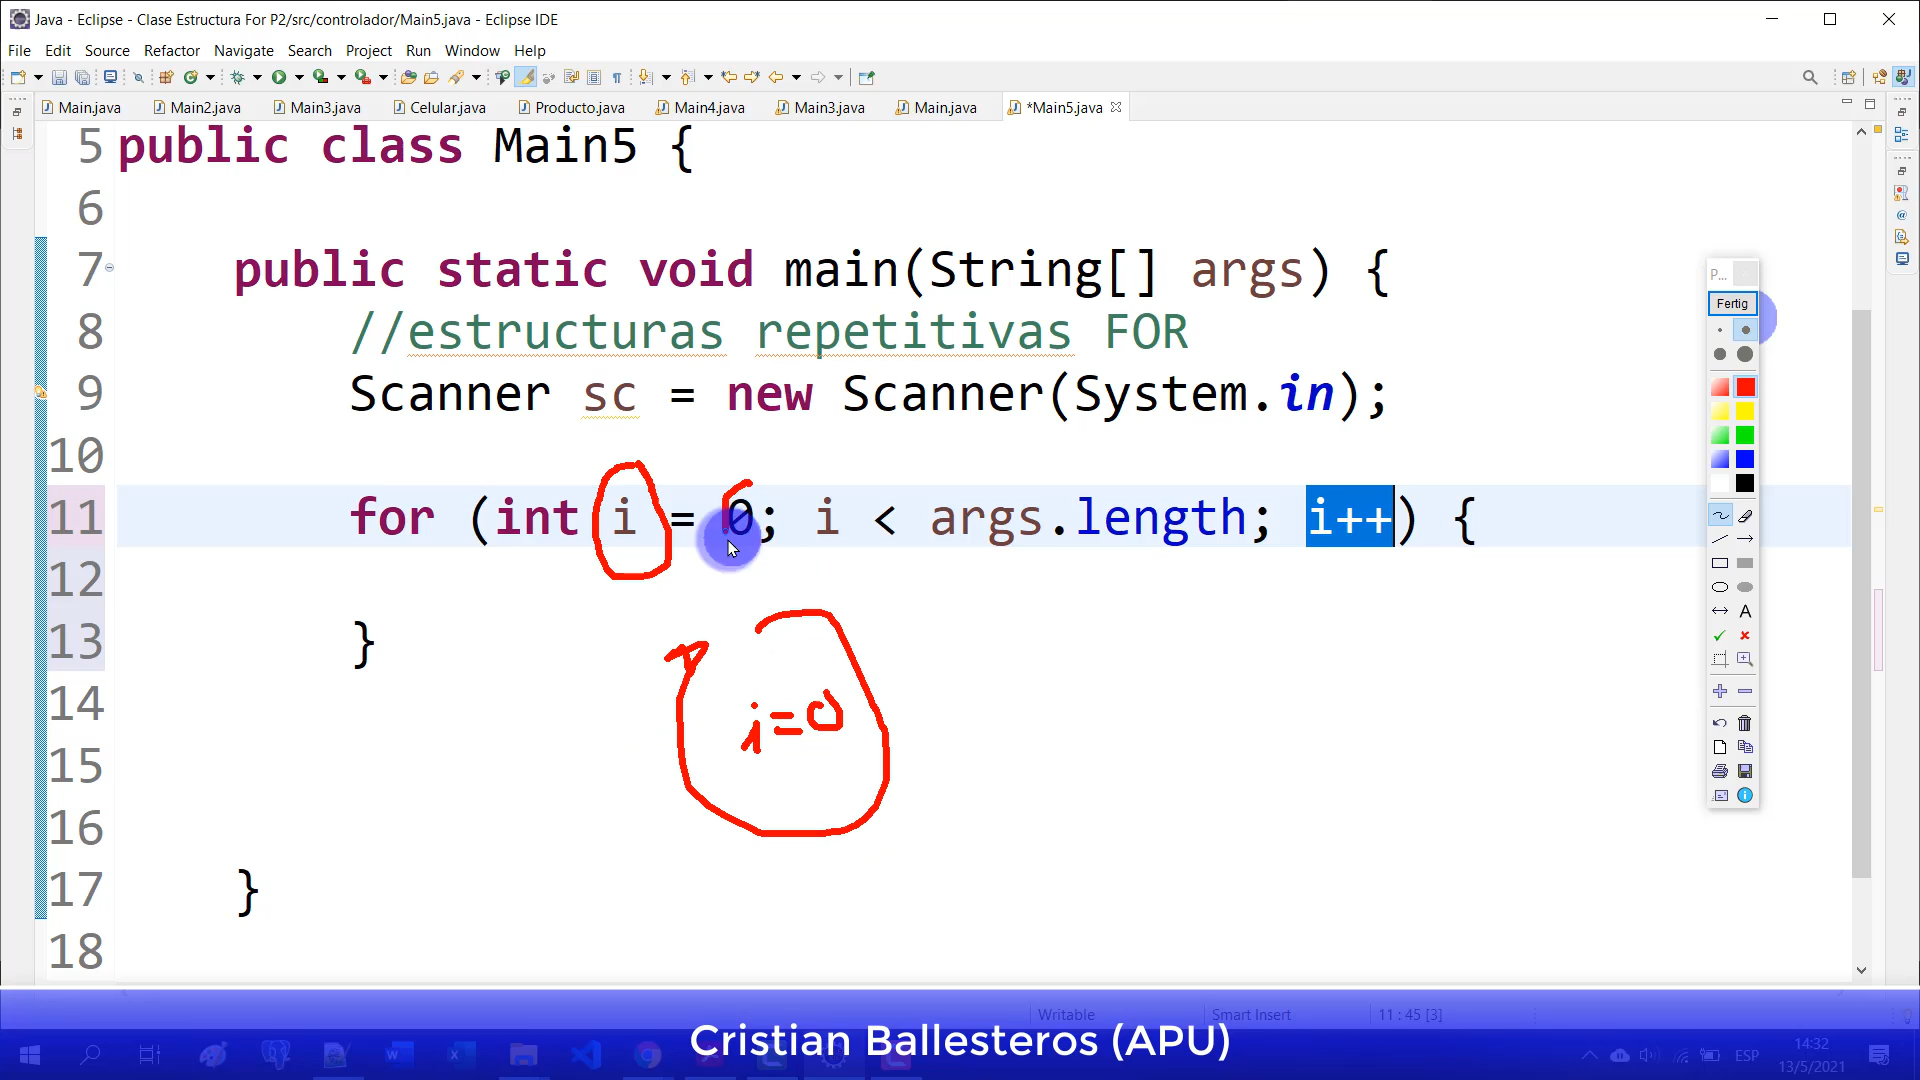 Java - Eclipse - Clase Estructura For P2/src/controlador/Main5.java - Eclipse IDE
File Edit Source Refactor Navigate Search Project Run Window Help
Main.java Main2.java Main3.java Celular.java Producto.java Main4.java Main3.java Main.java *Main5.java
5 public class Main5 {
6
7 public static void main(String[] args) {
8 //estructuras repetitivas FOR
9 Scanner sc = new Scanner(System.in);
10
11 for (int i = 0; i < args.length; i++) {
12
13 }
14
15
16
17 }
18
i=0
P...
Fertig
A
Writable Smart Insert 11 : 45 [3]
Cristian Ballesteros (APU)
ESP
14:32
13/5/2021